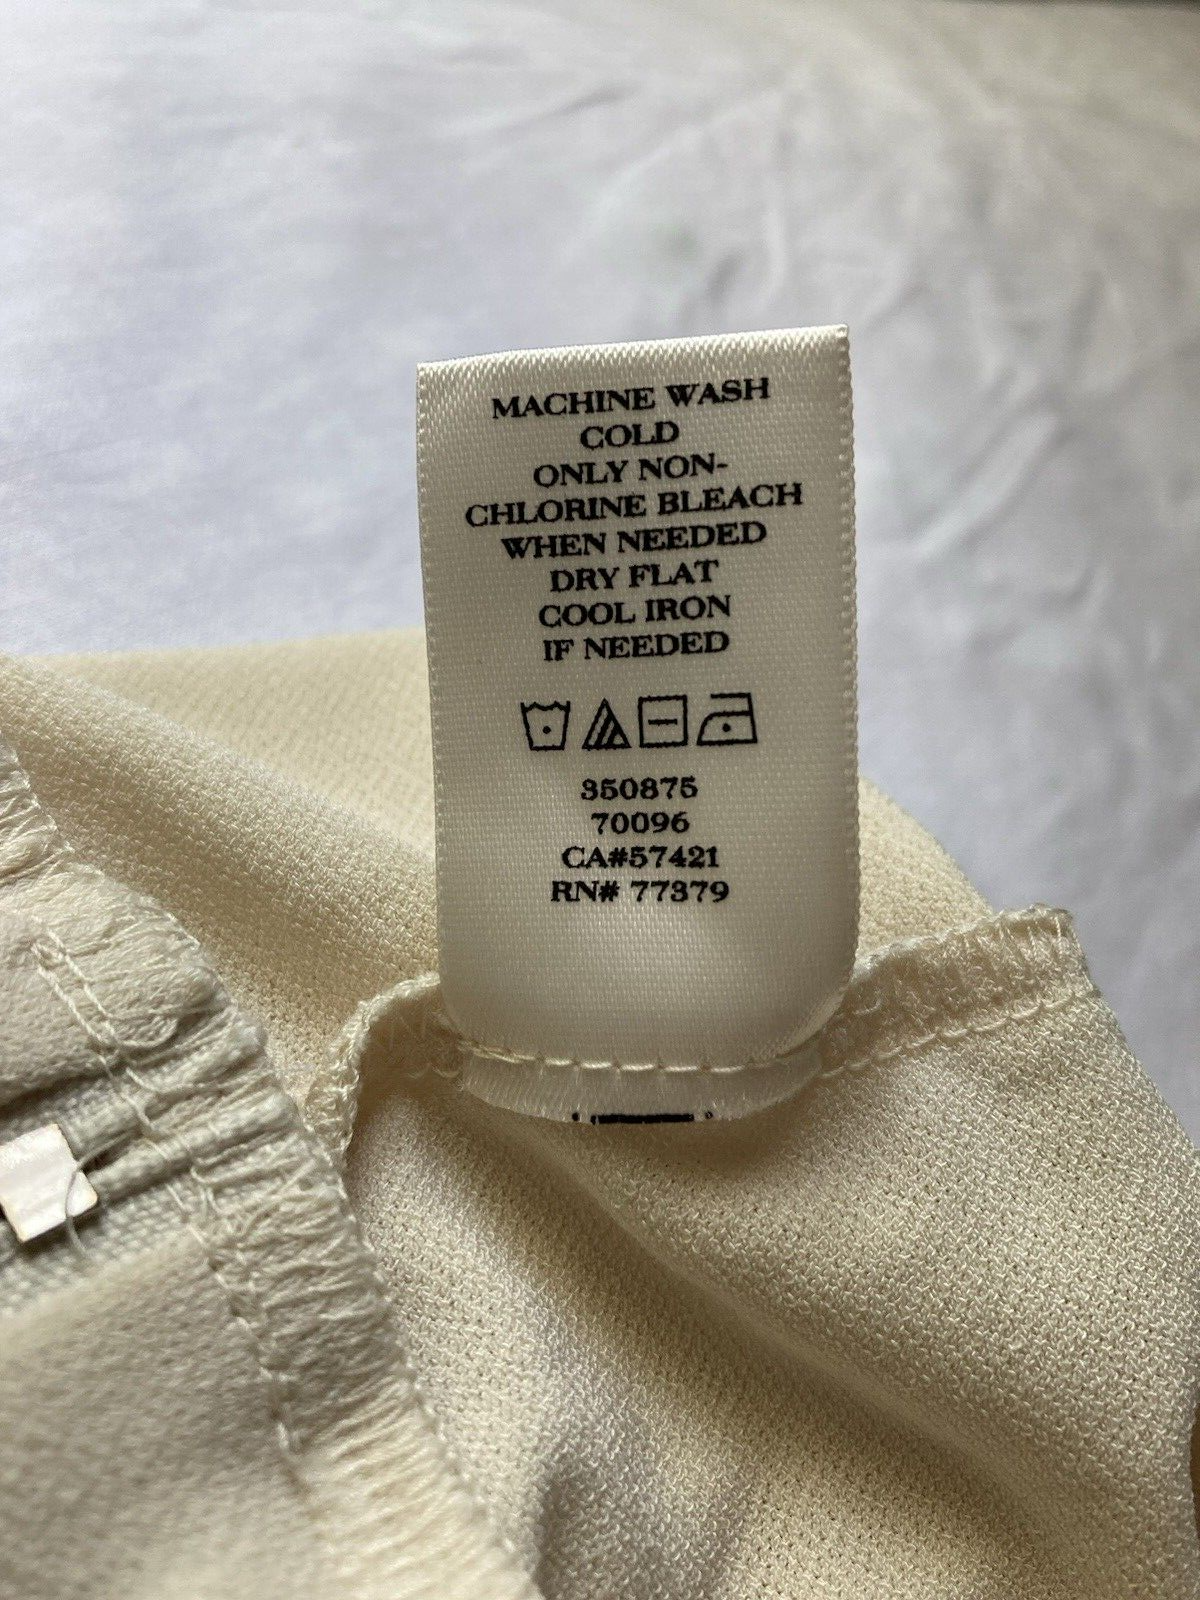 MACHINE WASH
COLD
ONLY NON-
CHLORINE BLEACH
WHEN NEEDED
DRY FLAT
COOL IRON
IF NEEDED
350875
70096
CA#57421
RN# 77379